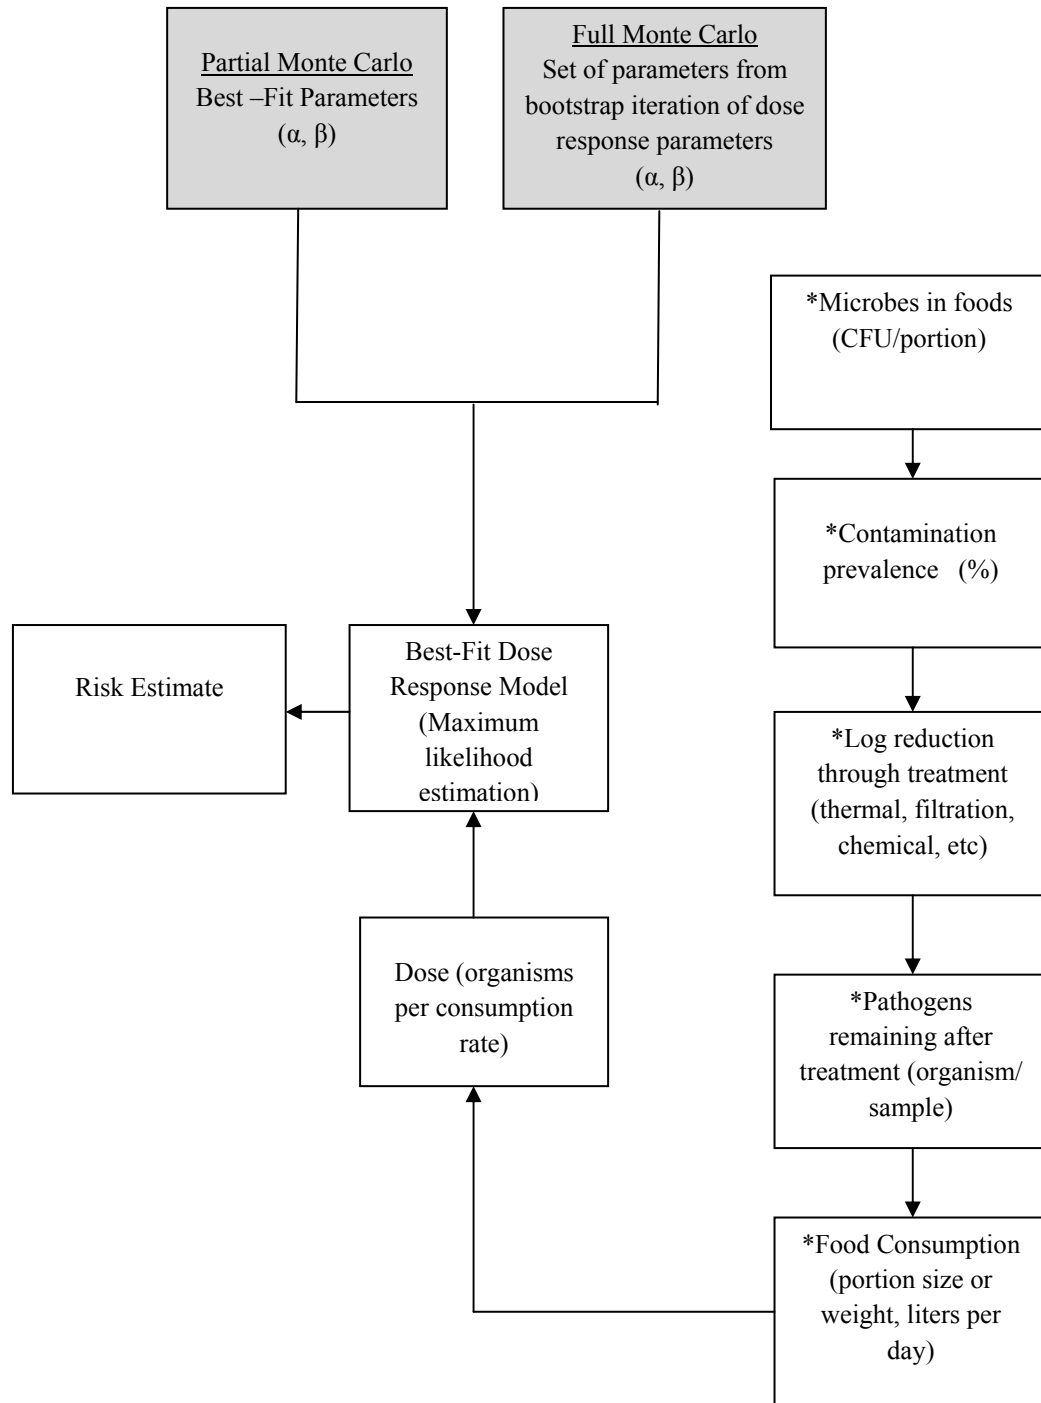 Partial Monte Carlo
Best –Fit Parameters
(α, β)
Full Monte Carlo
Set of parameters from
bootstrap iteration of dose
response parameters
(α, β)
*Microbes in foods
(CFU/portion)
*Contamination
prevalence (%)
Risk Estimate
Best-Fit Dose
Response Model
(Maximum
likelihood
estimation)
*Log reduction
through treatment
(thermal, filtration,
chemical, etc)
Dose (organisms
per consumption
rate)
*Pathogens
remaining after
treatment (organism/
sample)
*Food Consumption
(portion size or
weight, liters per
day)